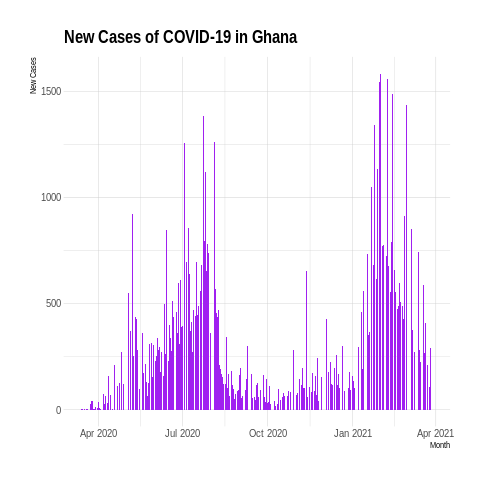 New Cases of COVID-19 in Ghana
New Cases
1500
1000
500
0
Apr 2020 Jul 2020 Oct 2020 Jan 2021 Apr 2021
Month